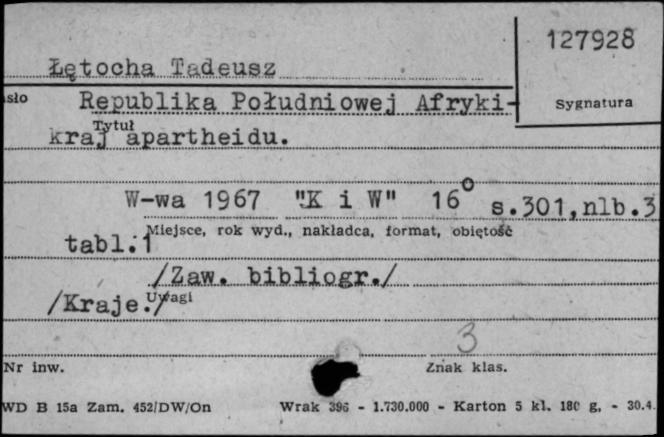 127928
Łętocha Tadeusz
sło
Republika Południowej Afryki-
Sygnatura
Tytuł
kraj apartheidu.
W-wa 1967 "K i W" 16° s.301,nlb.3
Miejsce, rok wyd., nakładca, format, objętość
tabl.1
/Zaw. bibliogr./
Uwagi
/Kraje./
3
Nr inw.
Znak klas.
WD B 15a Zam. 452/DW/On Wrak 396 - 1.730.000 - Karton 5 kl. 180 g, - 30.4.